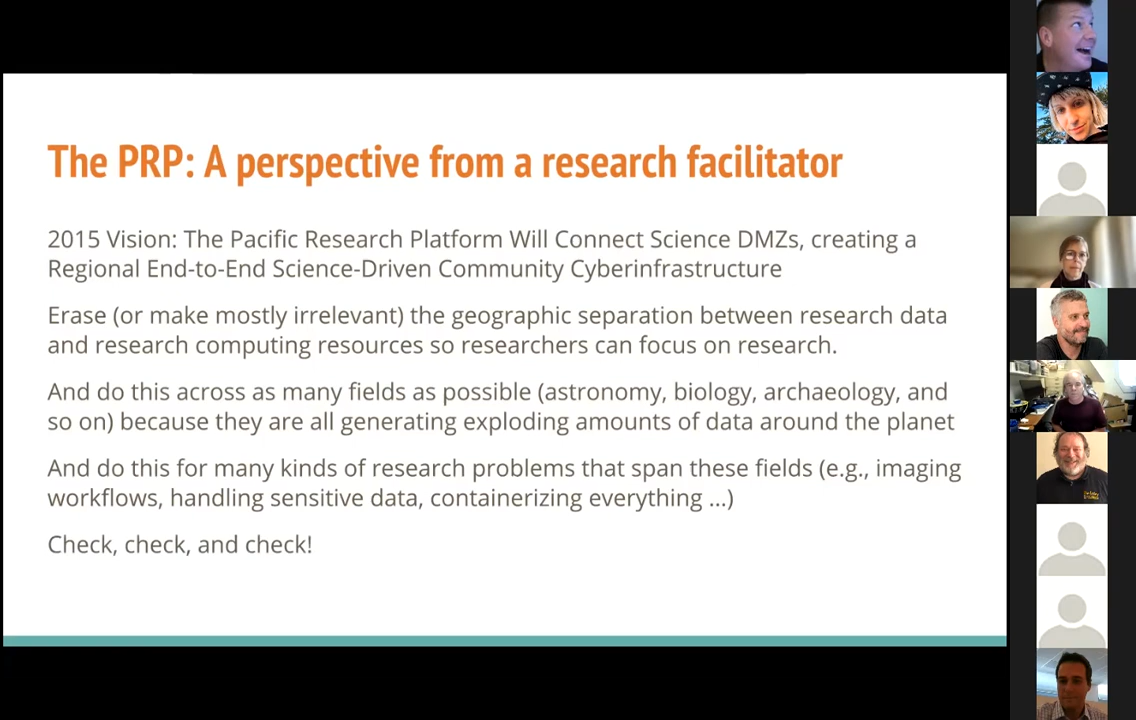 The PRP: A perspective from a research facilitator
2015 Vision: The Pacific Research Platform Will Connect Science DMZs, creating a
Regional End-to-End Science-Driven Community Cyberinfrastructure
Erase (or make mostly irrelevant) the geographic separation between research data
and research computing resources so researchers can focus on research.
And do this across as many fields as possible (astronomy, biology, archaeology, and
so on) because they are all generating exploding amounts of data around the planet
And do this for many kinds of research problems that span these fields (e.g., imaging
workflows, handling sensitive data, containerizing everything ...)
Check, check, and check!